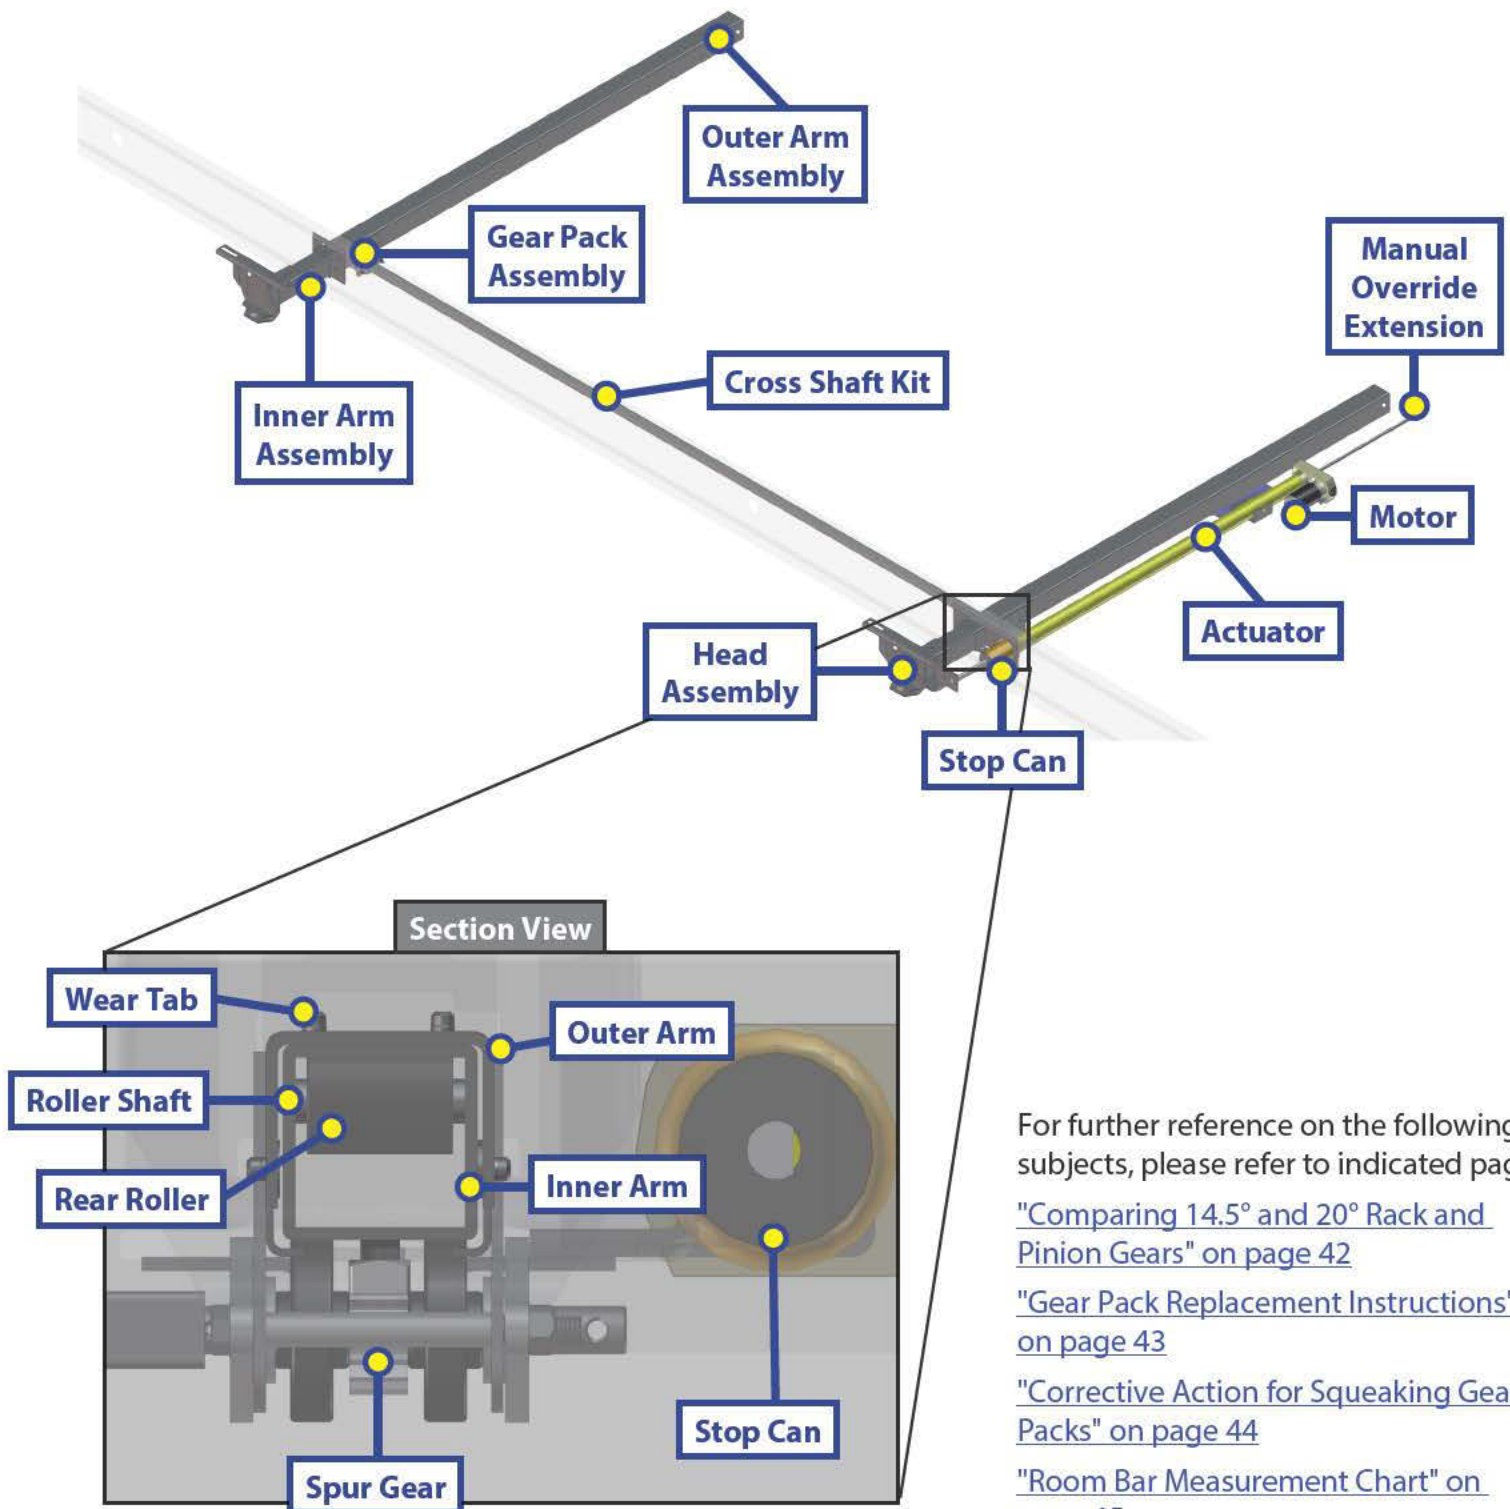 Outer Arm
Assembly
Gear Pack
Assembly
Manual
Override
Extension
Cross Shaft Kit
Inner Arm
Assembly
Motor
Actuator
Head
Assembly
Stop Can
Section View
Wear Tab
Outer Arm
Roller Shaft
Rear Roller
Inner Arm
Stop Can
Spur Gear
For further reference on the following
subjects, please refer to indicated
"Comparing 14.5° and 20° Rack and
Pinion Gears" on page 42
"Gear Pack Replacement Instructions"
on page 43
"Corrective Action for Squeaking
Packs" on page 44
"Room Bar Measurement Chart" on